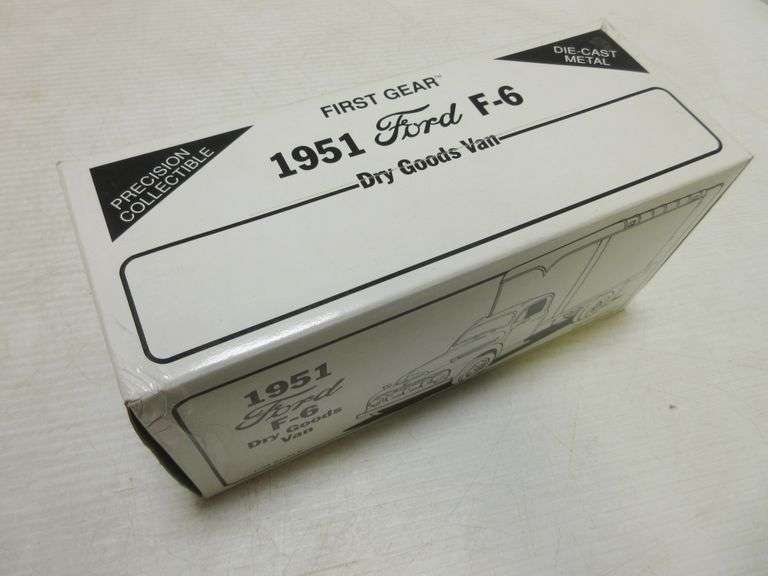 FIRST GEAR™
1951 Ford F-6
Dry Goods Van
PRECISION
COLLECTIBLE
DIE-CAST
METAL
1951
Ford
F-6
Dry Goods
Van